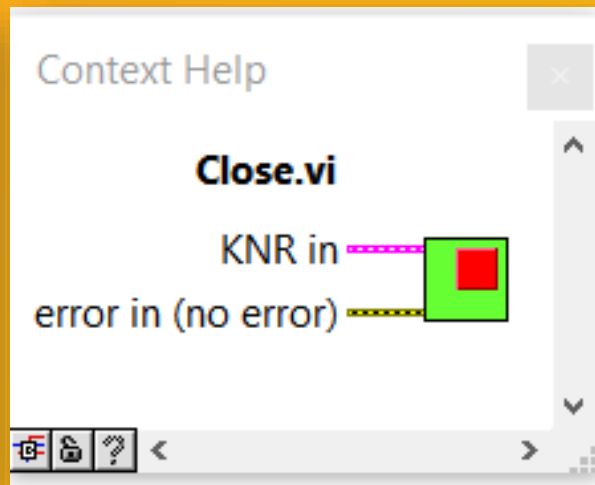 Context Help
Close.vi
KNR in
error in (no error)